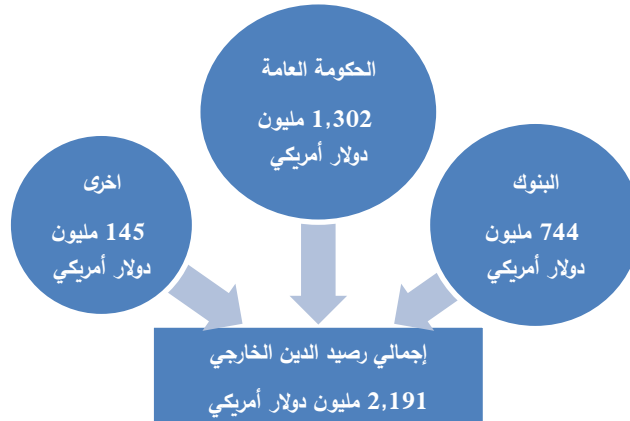 الحكومة العامة
1,302 مليون
دولار أمريكي
البنوك
744 مليون
دولار أمريكي
اخرى
145 مليون
دولار أمريكي
إجمالي رصيد الدين الخارجي
2,191 مليون دولار أمريكي